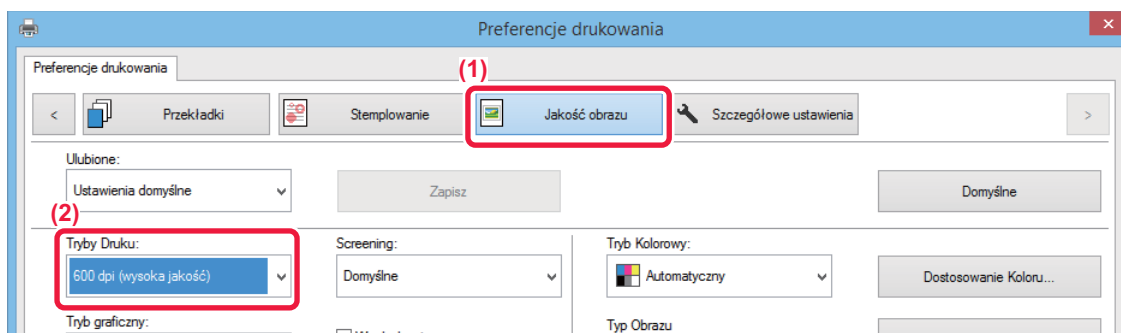 Preferencje drukowania
Preferencje drukowania
(1)
< Przekładki Stemplowanie Jakość obrazu Szczegółowe ustawienia >
Ulubione:
Ustawienia domyślne Zapisz Domyślne
(2)
Tryby Druku: Screening: Tryb Kolorowy:
600 dpi (wysoka jakość) Domyślne Automatyczny Dostosowanie Koloru...
Tryb graficzny: Typ Obrazu